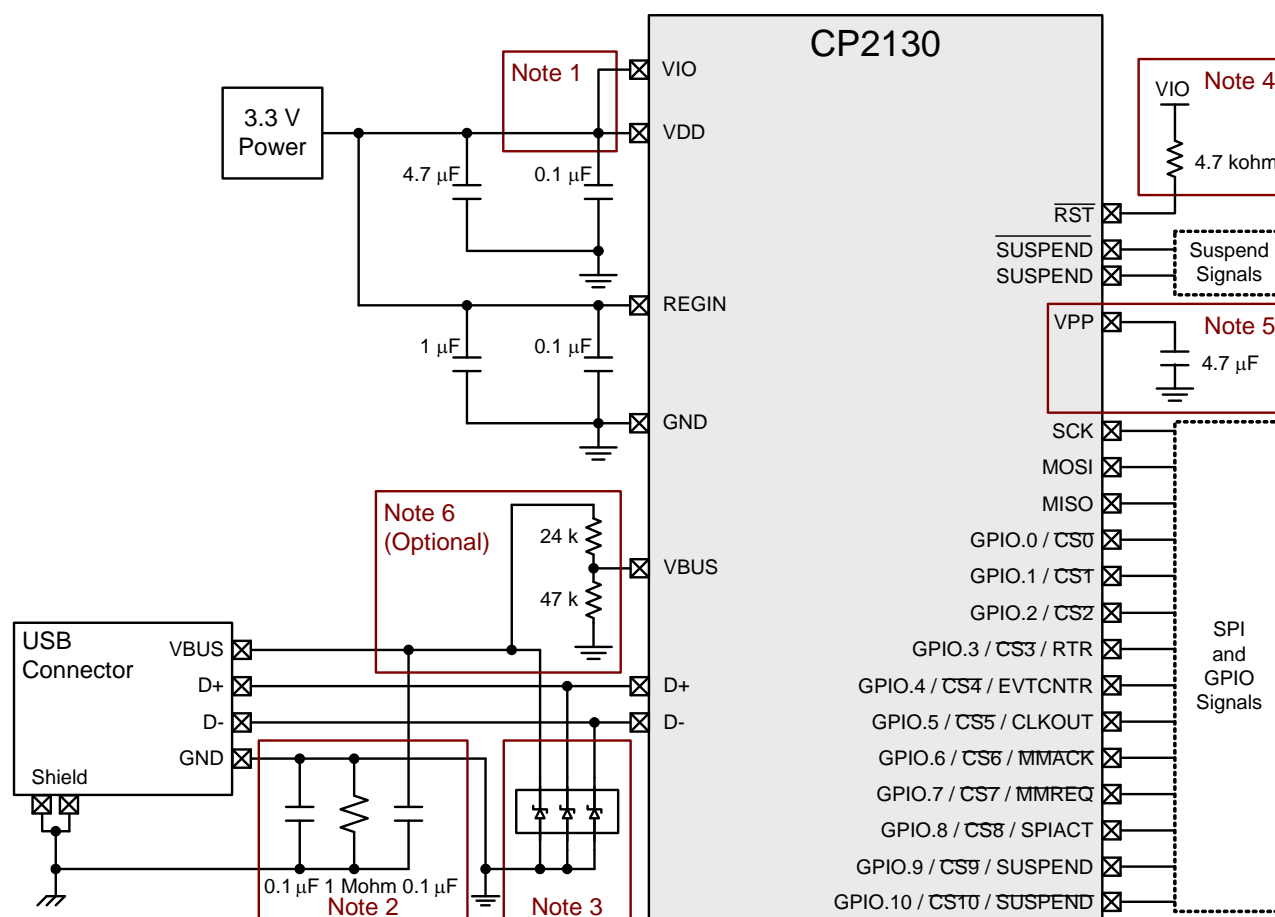 CP2130
Note 1
VIO
3.3 V
Power
VDD
4.7 µF
0.1 µF
REGIN
1 µF
0.1 µF
GND
Note 6
(Optional)
24 k
VBUS
47 k
USB
Connector
VBUS
D+
D-
GND
Shield
D+
D-
0.1 µF 1 Mohm 0.1 µF
Note 2
Note 3
VIO
Note 4
4.7 kohm
RST
SUSPEND
SUSPEND
Suspend
Signals
VPP
Note 5
4.7 µF
SCK
MOSI
MISO
GPIO.0 / CS0
GPIO.1 / CS1
GPIO.2 / CS2
GPIO.3 / CS3 / RTR
GPIO.4 / CS4 / EVTCNTR
GPIO.5 / CS5 / CLKOUT
GPIO.6 / CS6 / MMACK
GPIO.7 / CS7 / MMREQ
GPIO.8 / CS8 / SPIACT
GPIO.9 / CS9 / SUSPEND
GPIO.10 / CS10 / SUSPEND
SPI
and
GPIO
Signals